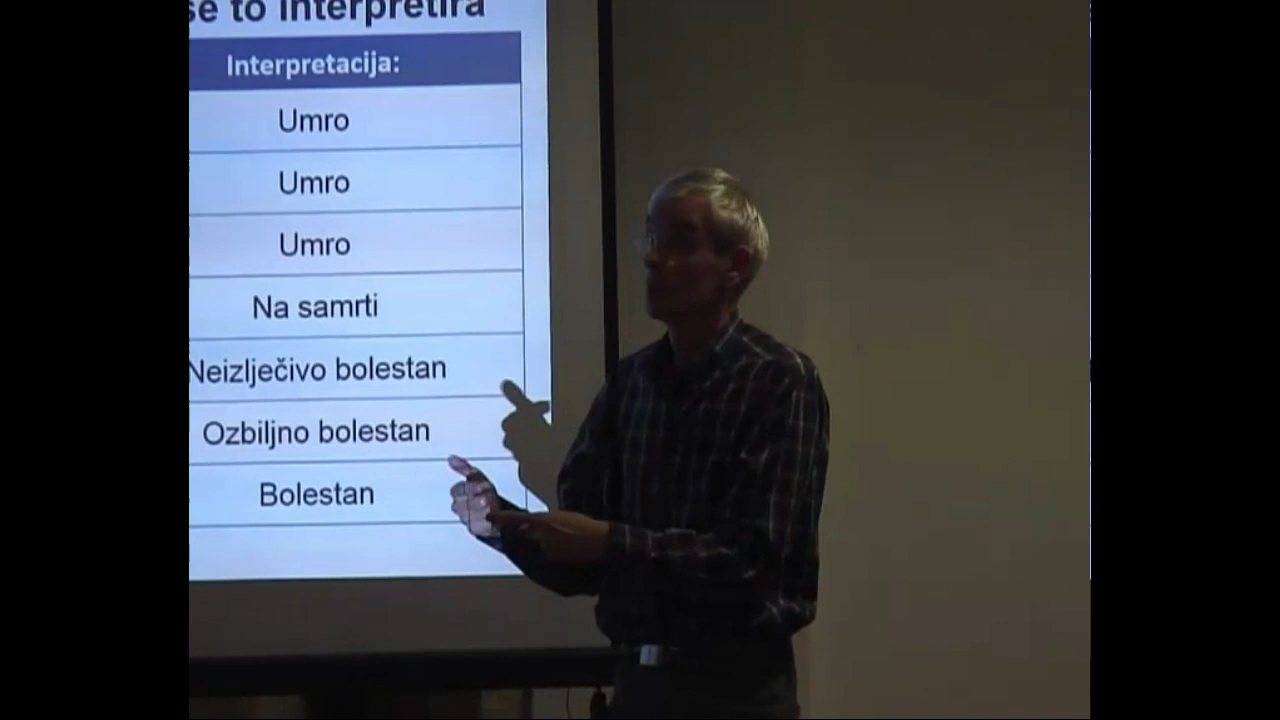 se to interpretira
Interpretacija:
Umro
Umro
Umro
Na samrti
Neizlječivo bolestan
Ozbiljno bolestan
Bolestan